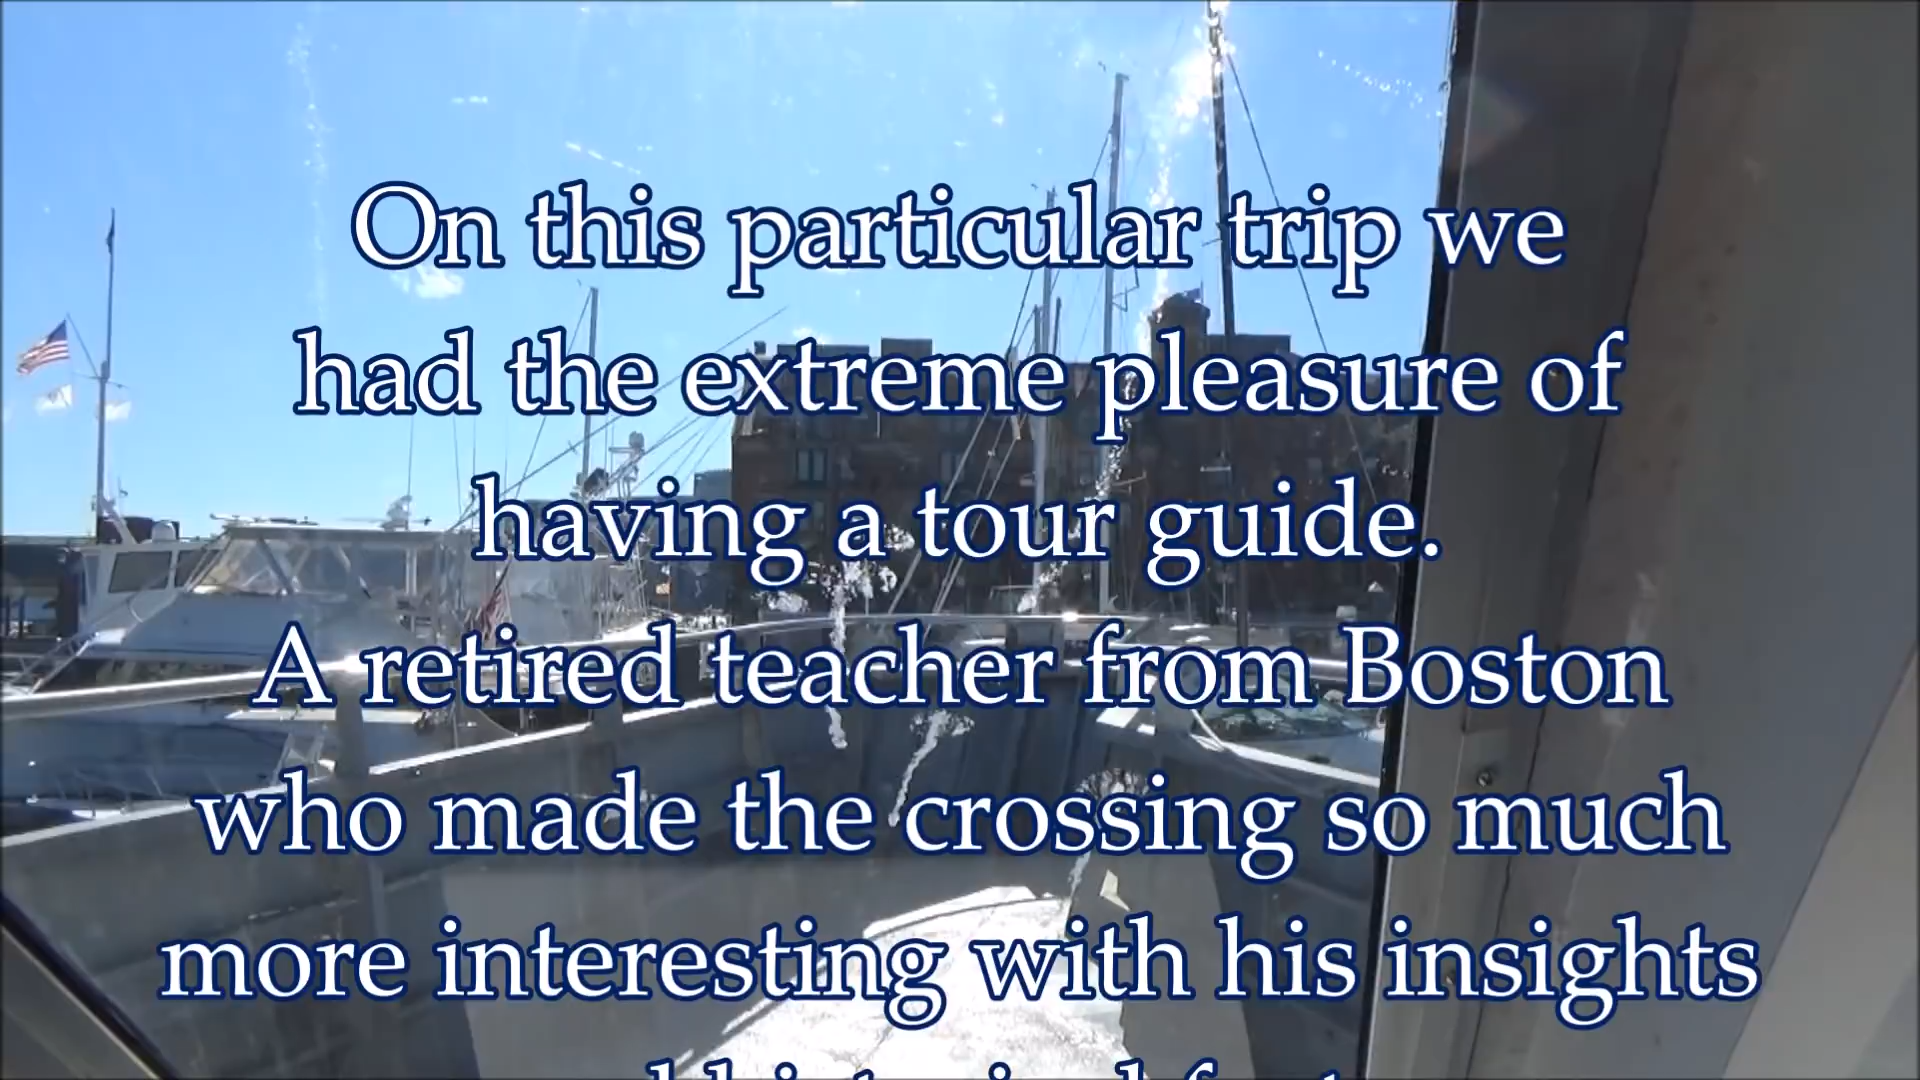 On this particular trip we
had the extreme pleasure of
having a tour guide.
A retired teacher from Boston
who made the crossing so much
more interesting with his insights